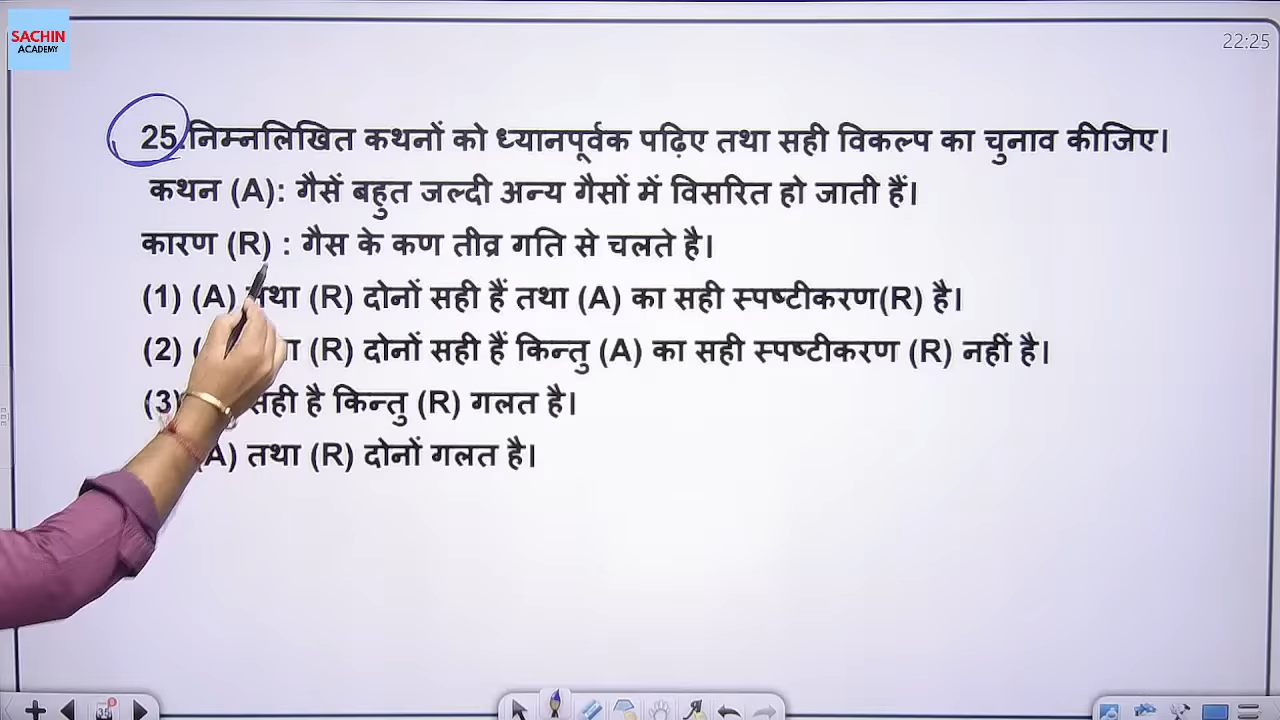 SACHIN
ACADEMY
22:25
25.निम्नलिखित कथनों को ध्यानपूर्वक पढ़िए तथा सही विकल्प का चुनाव कीजिए।
कथन (A): गैसें बहुत जल्दी अन्य गैसों में विसरित हो जाती हैं।
कारण (R) : गैस के कण तीव्र गति से चलते है।
(1) (A) तथा (R) दोनों सही हैं तथा (A) का सही स्पष्टीकरण(R) है।
(2) (R) दोनों सही हैं किन्तु (A) का सही स्पष्टीकरण (R) नहीं है।
(3) सही है किन्तु (R) गलत है।
(A) तथा (R) दोनों गलत है।